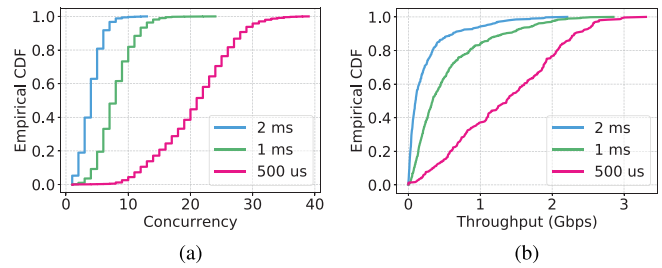 1.0
0.8
0.6
0.4
0.2
0.0
Empirical CDF
2 ms
1 ms
500 us
0 10 20 30 40
Concurrency
(a)
1.0
0.8
0.6
0.4
0.2
0.0
Empirical CDF
2 ms
1 ms
500 us
0 1 2 3
Throughput (Gbps)
(b)